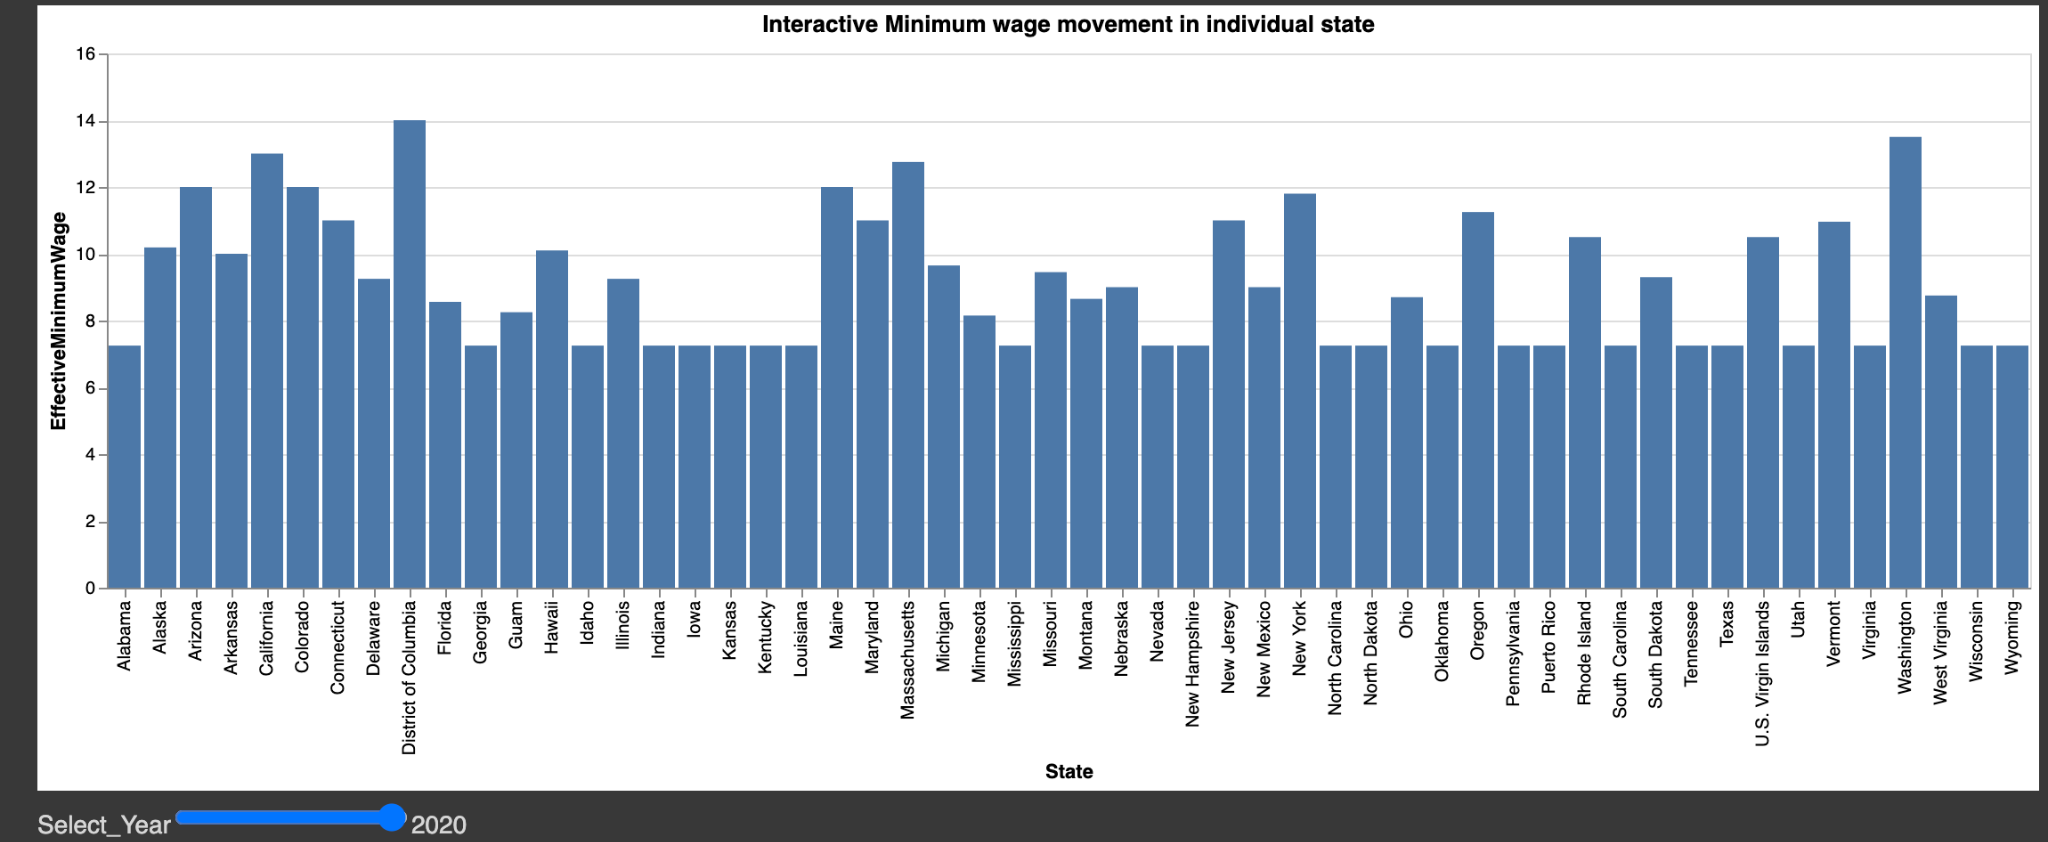 Interactive Minimum wage movement in individual state
16
14
12
10
8
6
4
2
0
EffectiveMinimumWage
Alabama
Alaska
Arizona
Arkansas
California
Colorado
Connecticut
Delaware
District of Columbia
Florida
Georgia
Guam
Hawaii
Idaho
Illinois
Indiana
Iowa
Kansas
Kentucky
Louisiana
Maine
Maryland
Massachusetts
Michigan
Minnesota
Mississippi
Missouri
Montana
Nebraska
Nevada
New Hampshire
New Jersey
New Mexico
New York
North Carolina
North Dakota
Ohio
Oklahoma
Oregon
Pennsylvania
Puerto Rico
Rhode Island
South Carolina
South Dakota
Tennessee
Texas
U.S. Virgin Islands
Utah
Vermont
Virginia
Washington
West Virginia
Wisconsin
Wyoming
State
Select_Year 2020